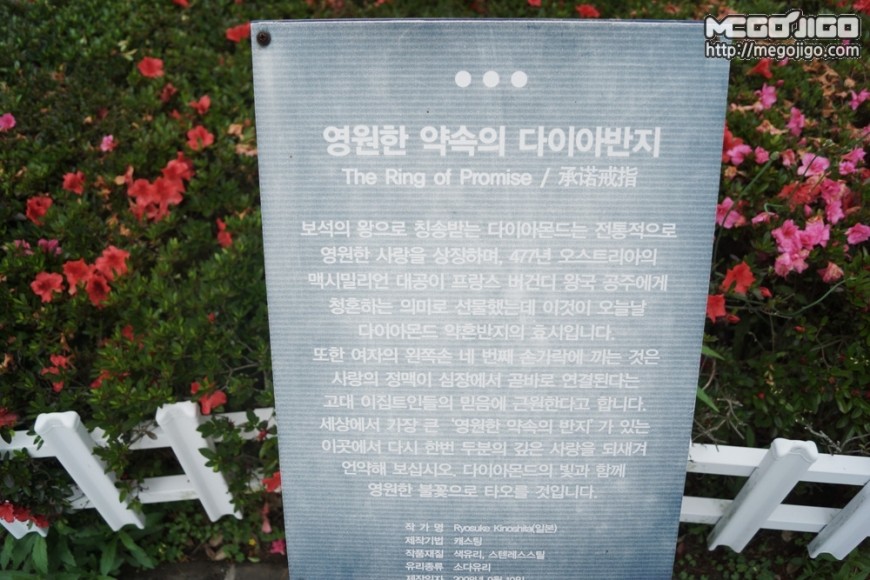 MEGOJIGO
http://megojigo.com
영원한 약속의 다이아반지
The Ring of Promise / 承诺戒指
보석의 왕으로 칭송받는 다이아몬드는 전통적으로
영원한 사랑을 상징하며, 477년 오스트리아의
맥시밀리언 대공이 프랑스 버건디 왕국 공주에게
청혼하는 의미로 선물했는데 이것이 오늘날
다이아몬드 약혼반지의 효시입니다.
또한 여자의 왼쪽손 네 번째 손가락에 끼는 것은
사랑의 정맥이 심장에서 곧바로 연결된다는
고대 이집트인들의 믿음에 근원한다고 합니다.
세상에서 가장 큰 '영원한 약속의 반지'가 있는
이곳에서 다시 한번 두분의 깊은 사랑을 되새겨
언약해 보십시오. 다이아몬드의 빛과 함께
영원한 불꽃으로 타오를 것입니다.
작 가 명 Ryosuke Kinoshita(일본)
제작기법 캐스팅
작품재질 색유리, 스텐레스스틸
유리종류 소다유리
제작일자